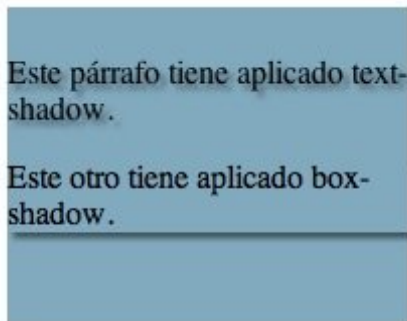 Este párrafo tiene aplicado text-
shadow.
Este otro tiene aplicado box-
shadow.